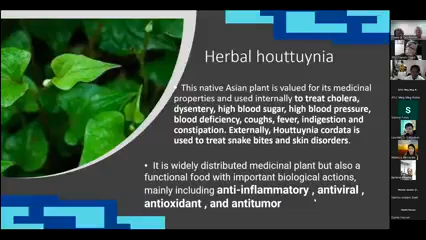 Herbal houttuynia
• This native Asian plant is valued for its medicinal
properties and used internally to treat cholera,
dysentery, high blood sugar, high blood pressure,
blood deficiency, coughs, fever, indigestion and
constipation. Externally, Houttuynia cordata is
used to treat snake bites and skin disorders.
• It is widely distributed medicinal plant but also a
functional food with important biological actions,
mainly including anti-inflammatory , antiviral ,
antioxidant , and antitumor
S